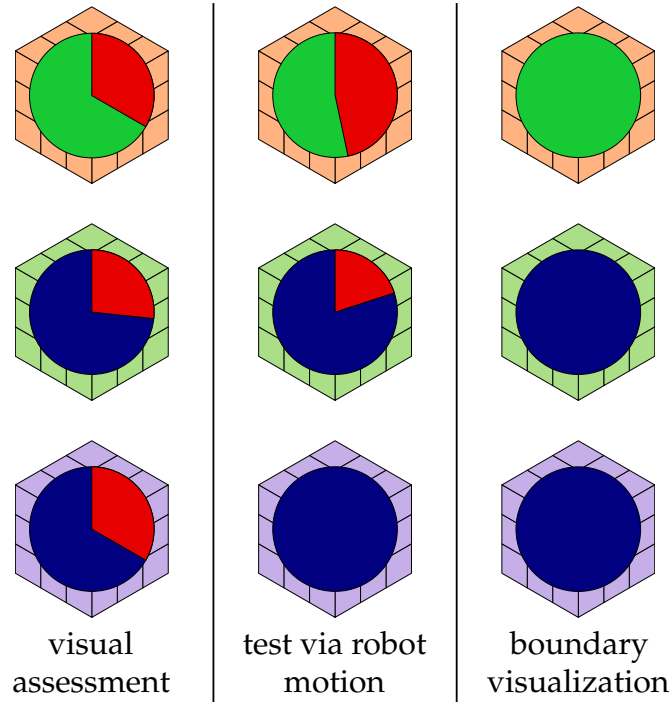 visual
assessment
test via robot
motion
boundary
visualization